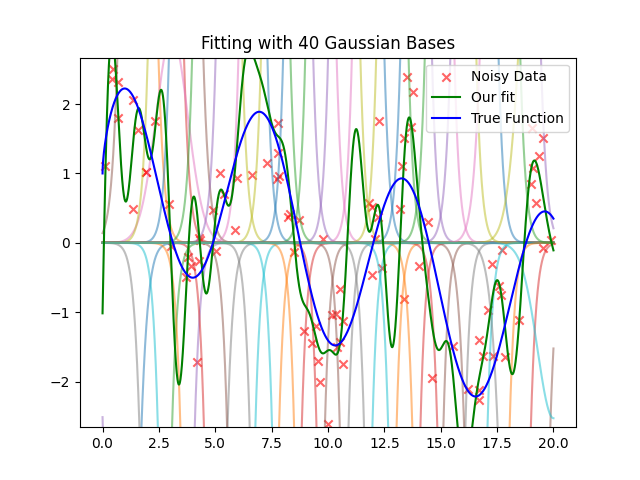 Fitting with 40 Gaussian Bases
Noisy Data
Our fit
True Function
2
1
0
−1
−2
0.0 2.5 5.0 7.5 10.0 12.5 15.0 17.5 20.0